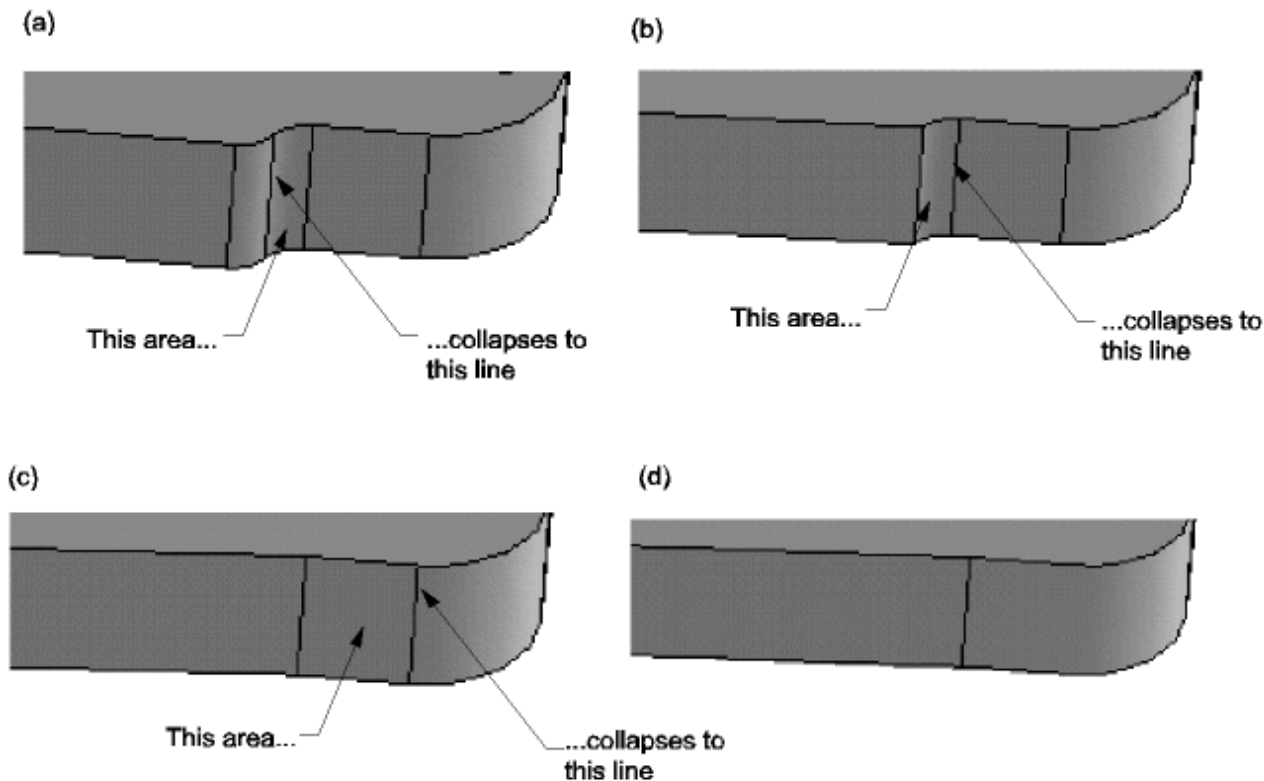 (a)
(b)
This area...
...collapses to
this line
This area...
...collapses to
this line
(c)
(d)
This area...
...collapses to
this line